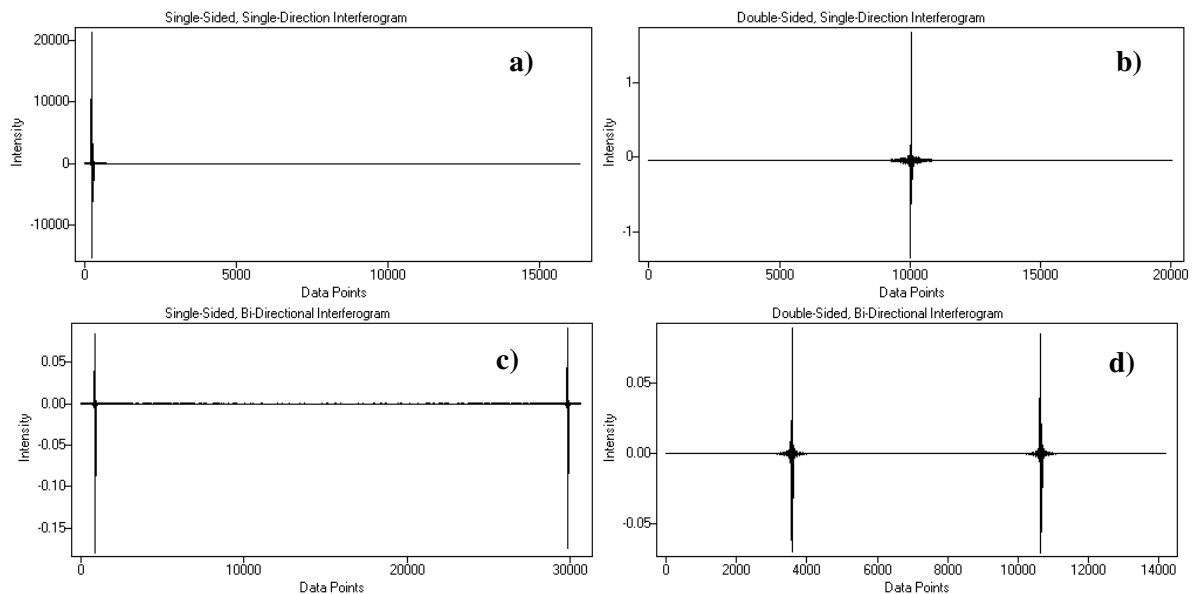 Single-Sided, Single-Direction Interferogram
a)
20000
10000
0
-10000
Intensity
0
5000
10000
15000
Data Points
Double-Sided, Single-Direction Interferogram
b)
1
0
-1
Intensity
0
5000
10000
15000
20000
Data Points
Single-Sided, Bi-Directional Interferogram
c)
0.05
0.00
-0.05
-0.10
-0.15
Intensity
0
10000
20000
30000
Data Points
Double-Sided, Bi-Directional Interferogram
d)
0.05
0.00
-0.05
Intensity
0
2000
4000
6000
8000
10000
12000
14000
Data Points